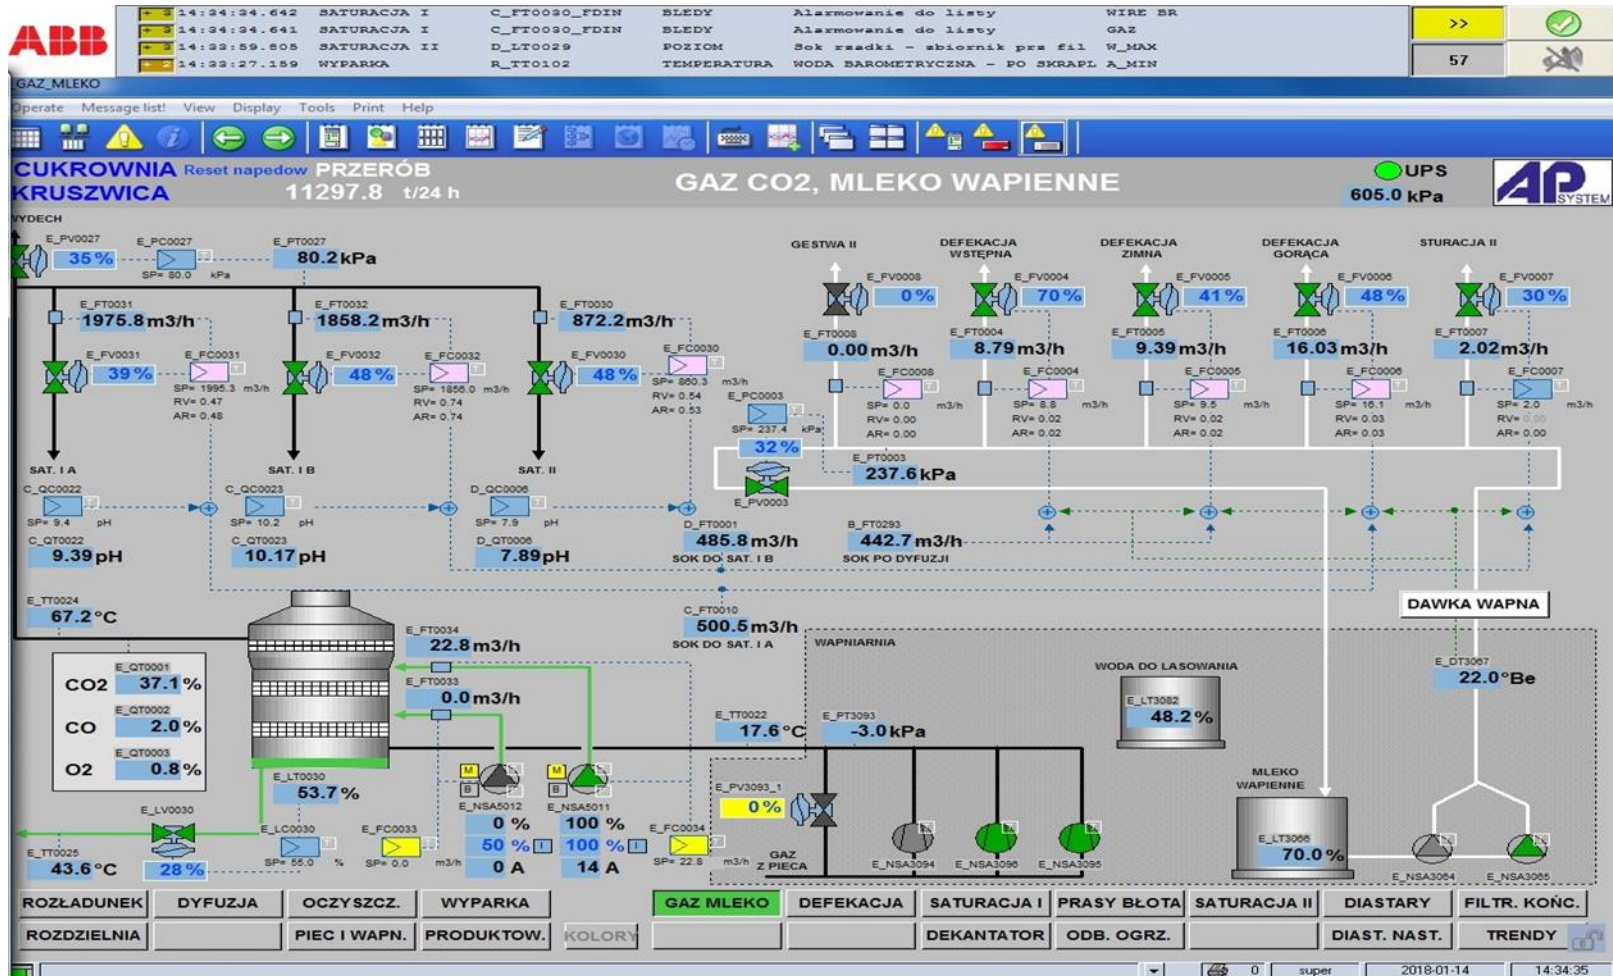 ABB
+ 3 14:34:34.642 SATURACJA I C_FT0030_FDIN BLEDY Alarmowanie do listy WIRE BR
+ 3 14:34:34.641 SATURACJA I C_FT0030_FDIN BLEDY Alarmowanie do listy GAZ
+ 3 14:33:59.805 SATURACJA II D_LT0029 POZIOM Sok rzadki - zbiornik prz fil W_MAX
+ 2 14:33:27.159 WYPARKA R_TT0102 TEMPERATURA WODA BAROMETRYCZNA - PO SKRAPL A_MIN
>>
57
GAZ_MLEKO
Operate Message list! View Display Tools Print Help
CUKROWNIA Reset napedow PRZERÓB
KRUSZWICA 11297.8 t/24 h
GAZ CO2, MLEKO WAPIENNE
UPS
605.0 kPa
AP SYSTEM
WYDECH
E_PV0027 E_PC0027 E_PT0027
35% 80.2 kPa
SP= 80.0 kPa
E_FT0031 E_FT0032 E_FT0030
1975.8 m3/h 1858.2 m3/h 872.2 m3/h
E_FV0031 E_FC0031 E_FV0032 E_FC0032 E_FV0030 E_FC0030
39% 48% 48%
SP= 1995.3 m3/h
RV= 0.47
AR= 0.48
SP= 1856.0 m3/h
RV= 0.74
AR= 0.74
SP= 860.3 m3/h
RV= 0.54
AR= 0.53
SAT. I A SAT. I B SAT. II
C_QC0022 C_QC0023 D_QC0006
SP= 9.4 pH SP= 10.2 pH SP= 7.9 pH
C_QT0022 C_QT0023 D_QT0006
9.39 pH 10.17 pH 7.89 pH
GESTWA II
DEFEKACJA WSTĘPNA
DEFEKACJA ZIMNA
DEFEKACJA GORĄCA
STURACJA II
E_FV0008 E_FV0004 E_FV0005 E_FV0006 E_FV0007
0% 70% 41% 48% 30%
E_FT0008 E_FT0004 E_FT0005 E_FT0006 E_FT0007
0.00 m3/h 8.79 m3/h 9.39 m3/h 16.03 m3/h 2.02 m3/h
E_FC0008 E_FC0004 E_FC0005 E_FC0006 E_FC0007
SP= 0.0 m3/h SP= 8.8 m3/h SP= 9.5 m3/h SP= 16.1 m3/h SP= 2.0 m3/h
RV= 0.00 RV= 0.02 RV= 0.02 RV= 0.03 RV= 0.00
AR= 0.00 AR= 0.02 AR= 0.02 AR= 0.03 AR= 0.00
E_PC0003
SP= 237.4 kPa
32%
E_PV0003
E_PT0003
237.6 kPa
D_FT0001
485.8 m3/h
SOK DO SAT. I B
B_FT0293
442.7 m3/h
SOK PO DYFUZJI
C_FT0010
500.5 m3/h
SOK DO SAT. I A
DAWKA WAPNA
E_TT0024
67.2 °C
E_QT0001
CO2 37.1 %
E_QT0002
CO 2.0 %
E_QT0003
O2 0.8 %
E_FT0034
22.8 m3/h
E_FT0033
0.0 m3/h
E_LT0030
53.7 %
E_LV0030
28%
E_LC0030
SP= 55.0 %
E_TT0025
43.6 °C
E_FC0033
SP= 0.0 m3/h
M B
E_NSA5012
0 %
50 % I
0 A
M B
E_NSA5011
100 %
100 % I
14 A
E_FC0034
SP= 22.8 m3/h
E_TT0022
17.6 °C
E_PT3093
-3.0 kPa
WAPNIARNIA
E_PV3093_1
0%
GAZ
Z PIECA
E_NSA3094 E_NSA3096 E_NSA3095
WODA DO LASOWANIA
E_LT3082
48.2 %
E_DT3067
22.0 °Be
MLEKO
WAPIENNE
E_LT3066
70.0 %
E_NSA3064 E_NSA3065
ROZŁADUNEK DYFUZJA OCZYSZCZ. WYPARKA GAZ MLEKO DEFEKACJA SATURACJA I PRASY BŁOTA SATURACJA II DIASTARY FILTR. KOŃC.
ROZDZIELNIA PIEC I WAPN. PRODUKTOW. KOLORY DEKANTATOR ODB. OGRZ. DIAST. NAST. TRENDY
0 super 2018-01-14 14:34:35